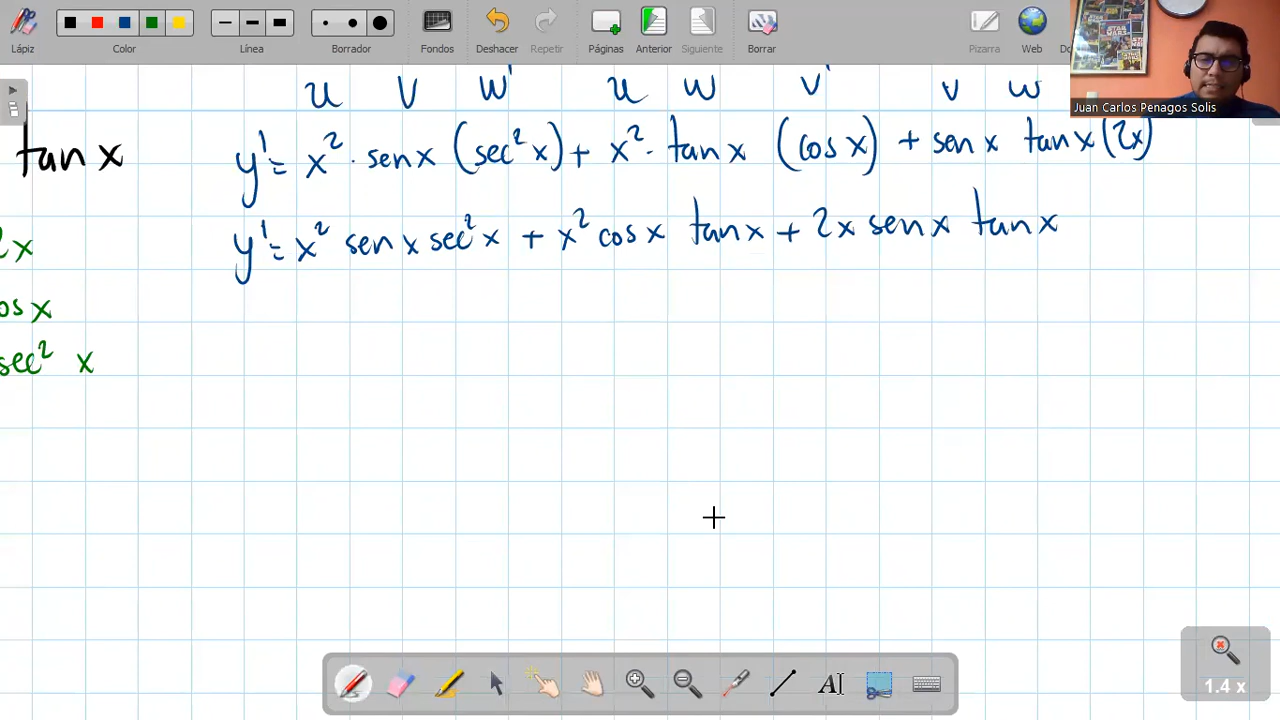 Lápiz Color Línea Borrador Fondos Deshacer Repetir Páginas Anterior Siguiente Borrar Pizarra Web
Juan Carlos Penagos Solis
u v w' u w v' v w
tan x
y' = x² · sen x (sec² x) + x² · tan x (cos x) + sen x tan x (2x)
y' = x² sen x sec² x + x² cos x tan x + 2x sen x tan x
2x
os x
sec² x
1.4 x